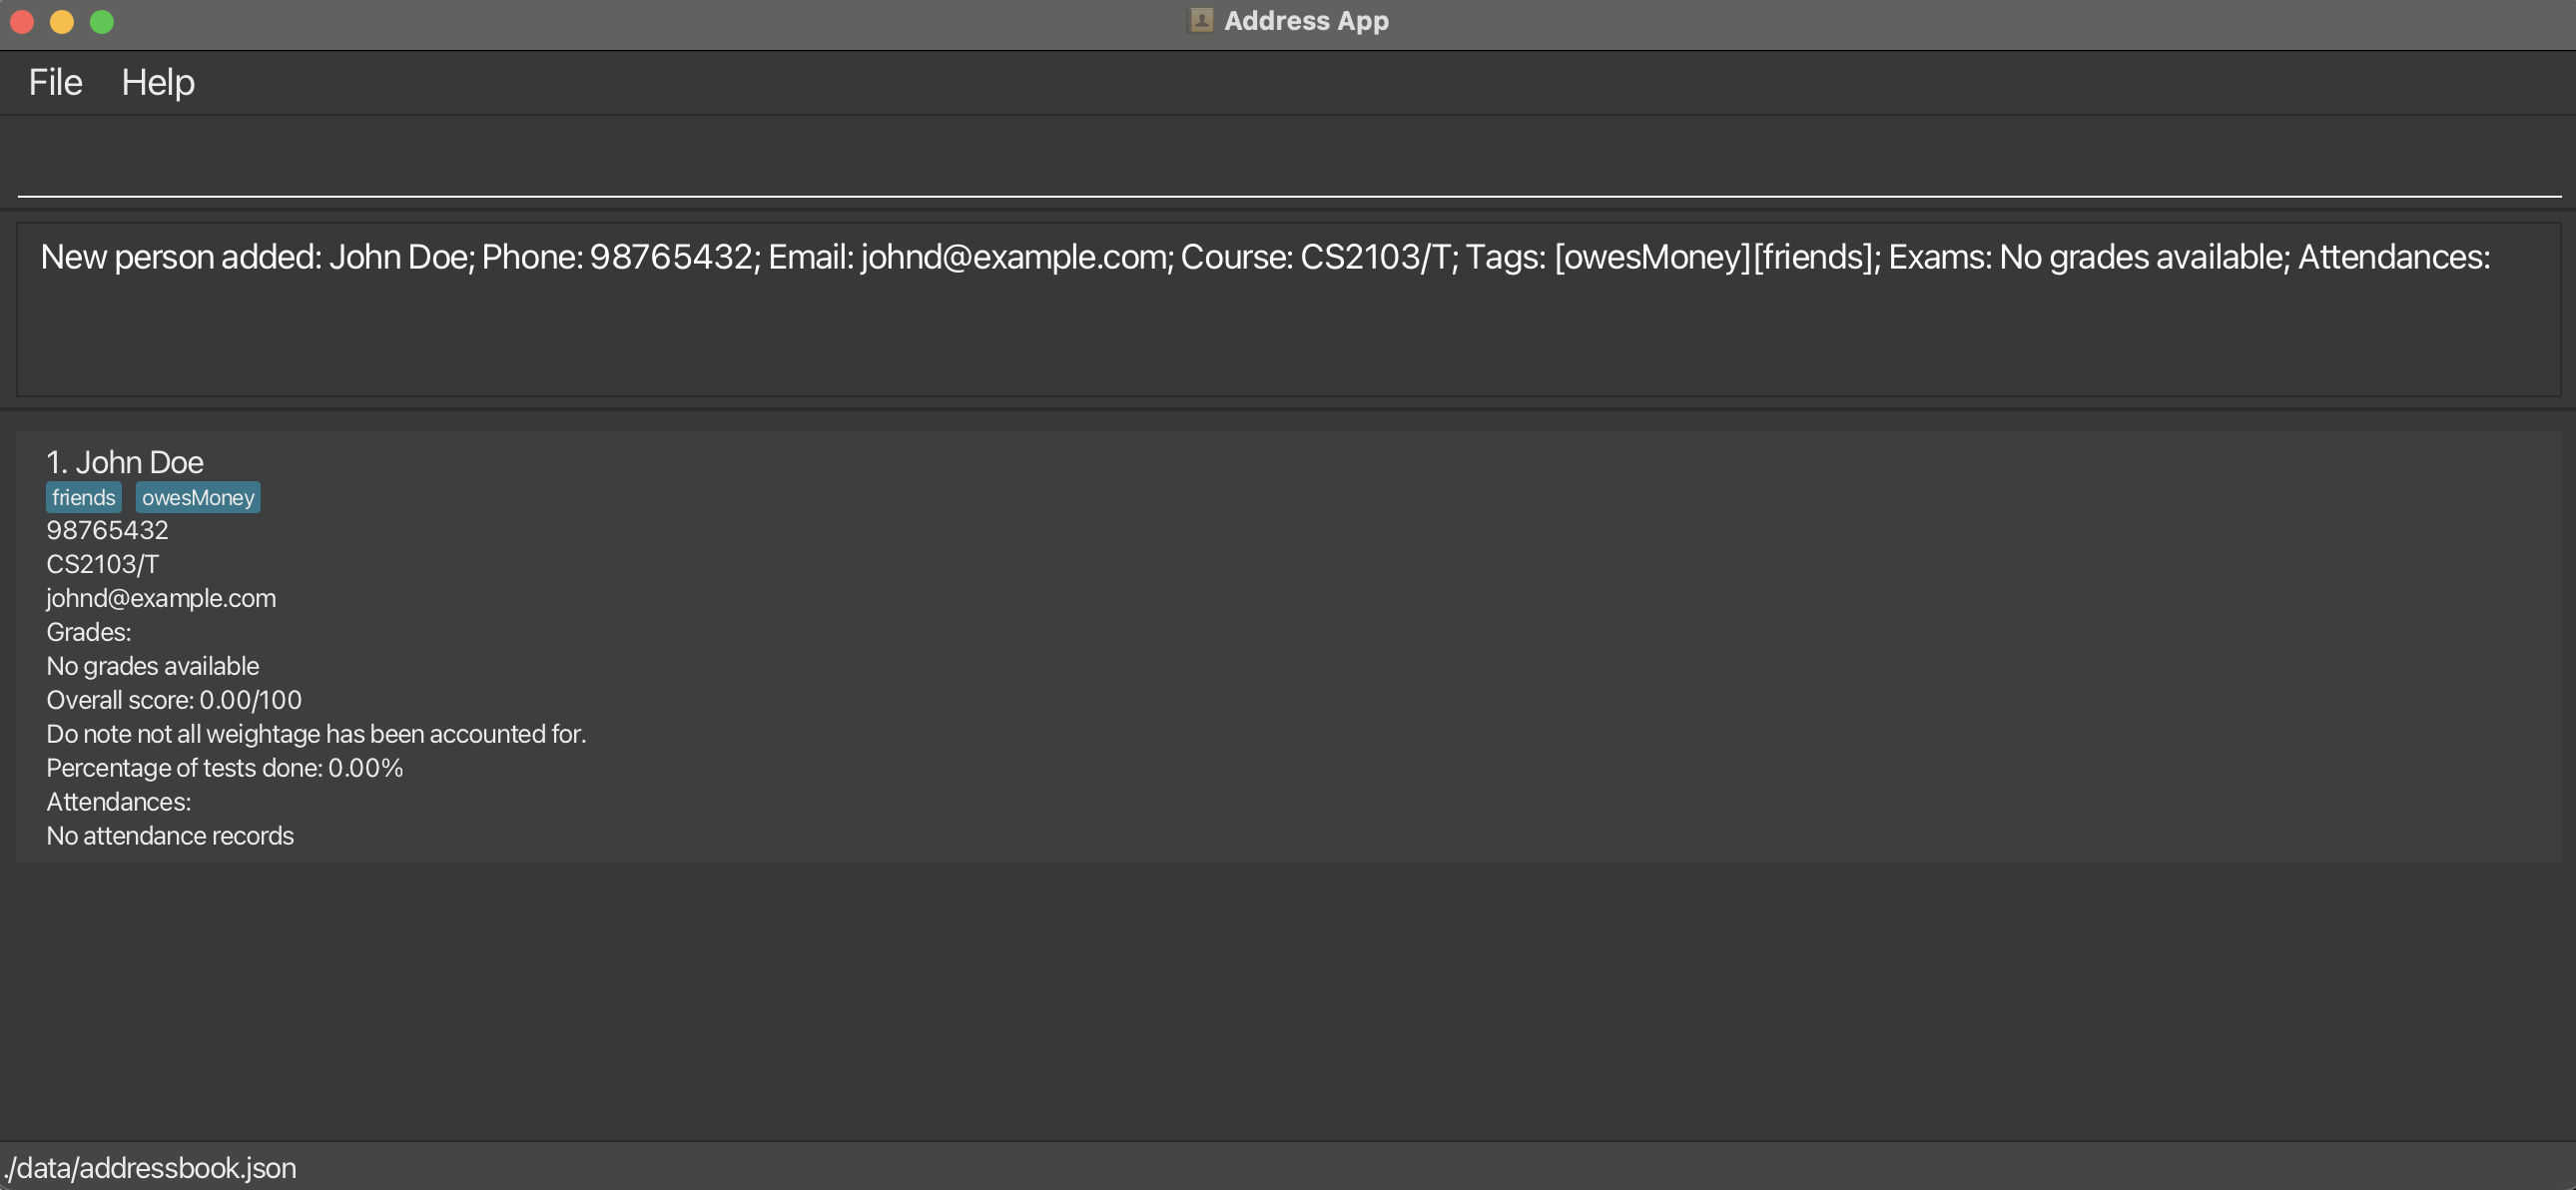 Address App
File Help
New person added: John Doe; Phone: 98765432; Email: johnd@example.com; Course: CS2103/T; Tags: [owesMoney][friends]; Exams: No grades available; Attendances:
1. John Doe
friends owesMoney
98765432
CS2103/T
johnd@example.com
Grades:
No grades available
Overall score: 0.00/100
Do note not all weightage has been accounted for.
Percentage of tests done: 0.00%
Attendances:
No attendance records
./data/addressbook.json